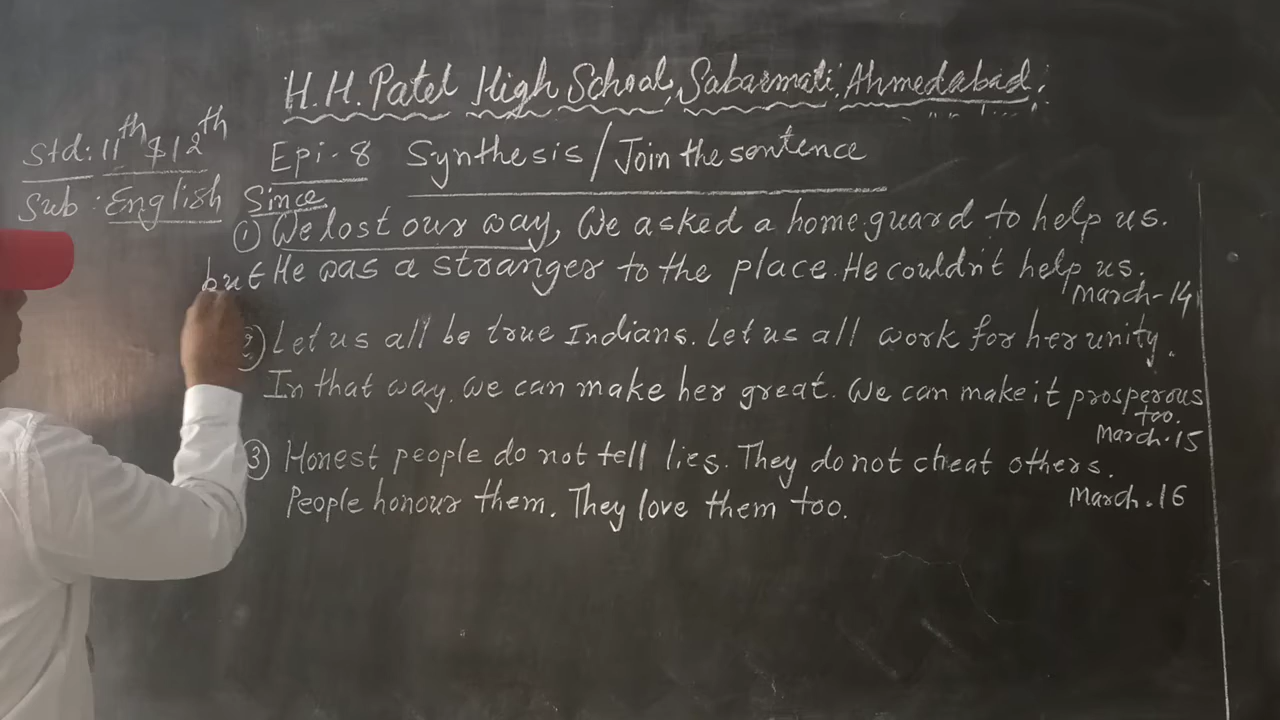 H.H. Patel High School, Sabarmati, Ahmedabad.
Std: 11th & 12th
Sub: English
Epi-8 Synthesis / Join the sentence
Since
① We lost our way, We asked a home guard to help us.
but He was a stranger to the place. He couldn't help us.
March-14
2) Let us all be true Indians. Let us all work for her unity.
In that way, we can make her great. We can make it prosperous
too.
March-15
③ Honest people do not tell lies. They do not cheat others.
People honour them. They love them too.
March-16